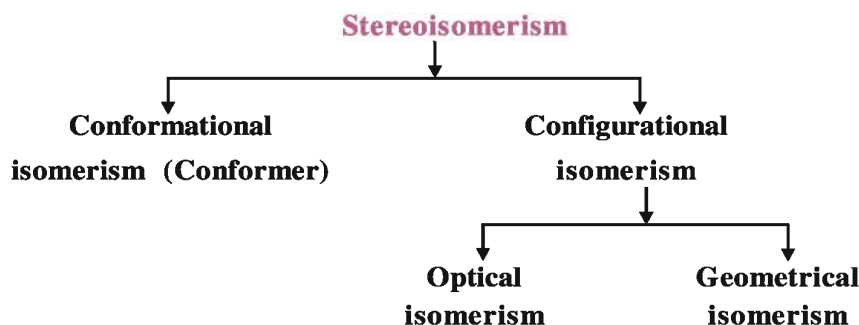 Stereoisomerism
Conformational
isomerism (Conformer)
Configurational
isomerism
Optical
isomerism
Geometrical
isomerism